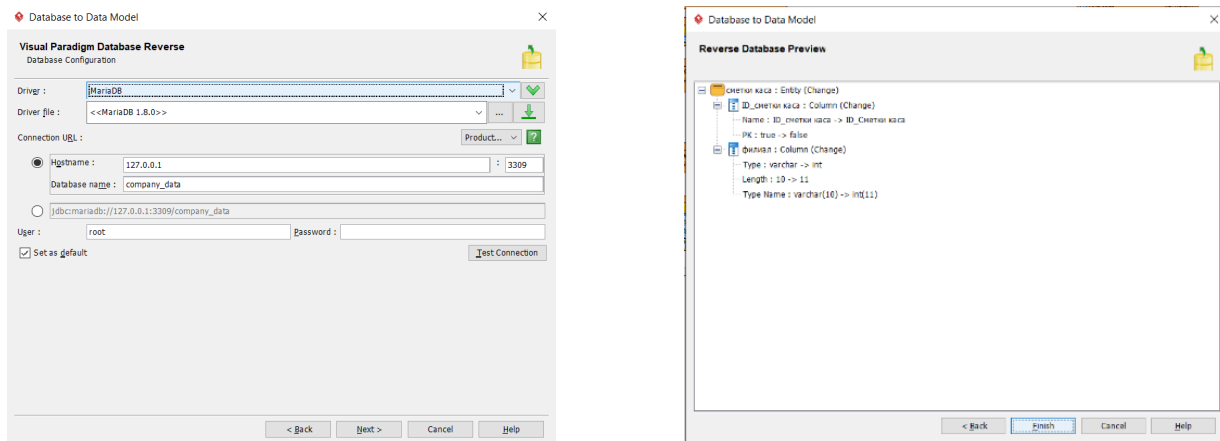 Database to Data Model
Visual Paradigm Database Reverse
Database Configuration
Driver :
MariaDB
Driver file :
<<MariaDB 1.8.0>>
...
Connection URL :
Product...
?
Hostname :
127.0.0.1
:
3309
Database name :
company_data
jdbc:mariadb://127.0.0.1:3309/company_data
User :
root
Password :
Set as default
Test Connection
< Back
Next >
Cancel
Help
Database to Data Model
Reverse Database Preview
сметки каса : Entity (Change)
ID_сметки каса : Column (Change)
Name : ID_сметки каса -> ID_Сметки каса
PK : true -> false
филиал : Column (Change)
Type : varchar -> int
Length : 10 -> 11
Type Name : varchar(10) -> int(11)
< Back
Finish
Cancel
Help